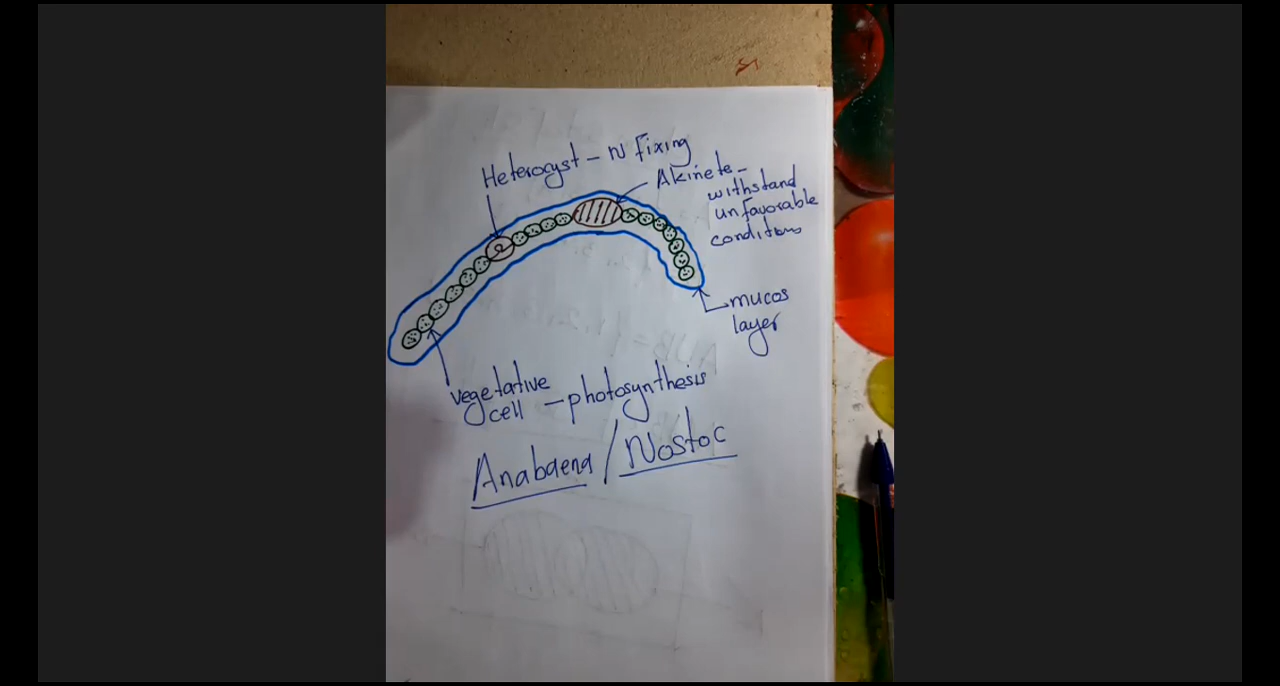 Heterocyst – N fixing
Akinete –
withstand
unfavorable
conditions
mucos
layer
vegetative
cell – photosynthesis
Anabaena / Nostoc